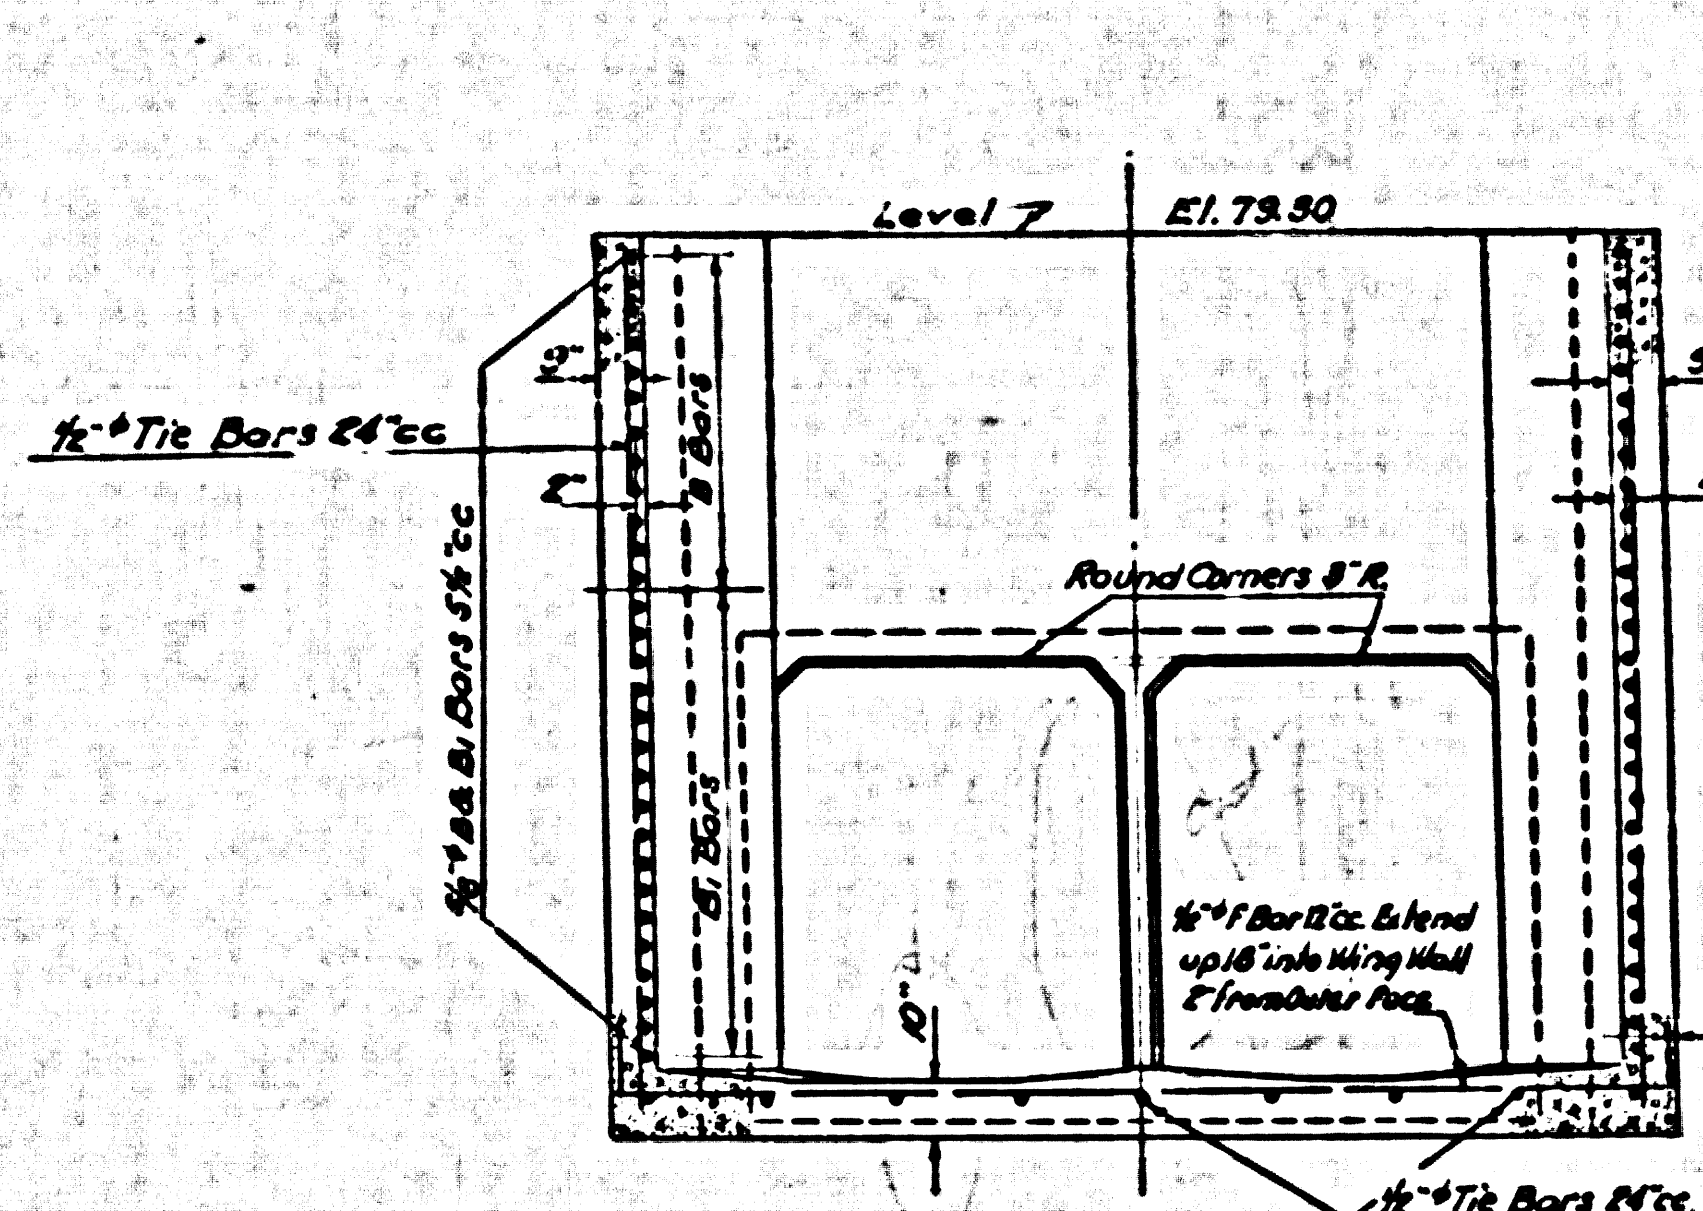 Level El. 79.90
9"
½"ϕ Tie Bars 24"cc
2"
B Bars
⅝"ϕ B& B₁ Bars 5½"cc
Round Corners 3"R.
B₁ Bars
½"ϕ F Bar 12"cc. Extend
up 18" into Wing Wall
2" from Outer Face
10"
½"ϕ Tie Bars 24"cc.